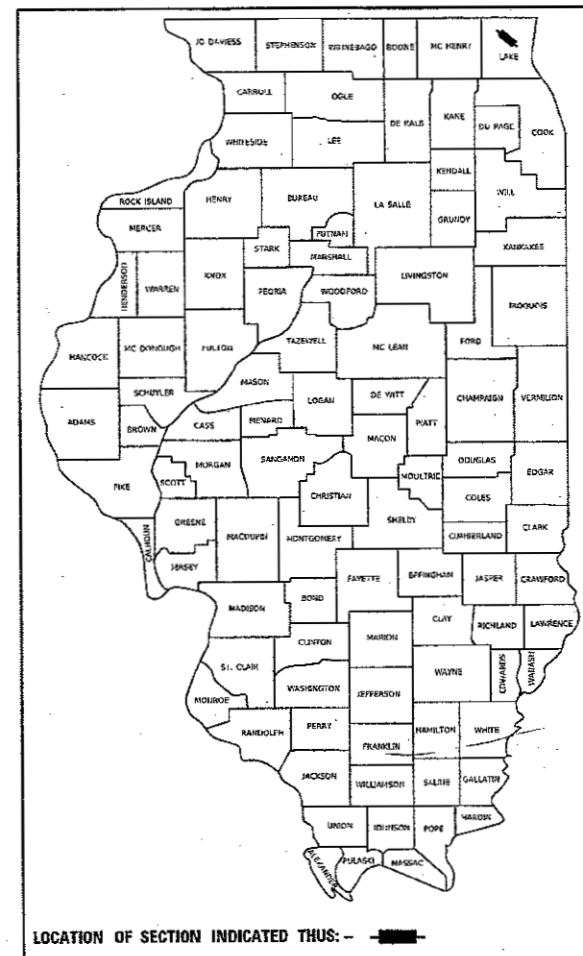 JO DAVIESS STEPHENSON WINNEBAGO BOONE MC HENRY LAKE
CARROLL OGLE DE KALB KANE DU PAGE COOK
WHITESIDE LEE KENDALL WILL
ROCK ISLAND HENRY BUREAU LA SALLE GRUNDY
MERCER PUTNAM KANKAKEE
STARK MARSHALL LIVINGSTON
HENDERSON WARREN KNOX PEORIA WOODFORD IROQUOIS
HANCOCK MC DONOUGH FULTON TAZEWELL MC LEAN FORD
SCHUYLER MASON LOGAN DE WITT CHAMPAIGN VERMILION
ADAMS BROWN CASS MENARD MACON PIATT
PIKE SCOTT MORGAN SANGAMON CHRISTIAN MOULTRIE DOUGLAS EDGAR
COLES
CALHOUN GREENE MACOUPIN MONTGOMERY SHELBY CUMBERLAND CLARK
JERSEY FAYETTE EFFINGHAM JASPER CRAWFORD
MADISON BOND CLAY RICHLAND LAWRENCE
CLINTON MARION
ST. CLAIR WASHINGTON JEFFERSON WAYNE EDWARDS WABASH
MONROE
RANDOLPH PERRY FRANKLIN HAMILTON WHITE
JACKSON WILLIAMSON SALINE GALLATIN
UNION JOHNSON POPE HARDIN
ALEXANDER PULASKI MASSAC
LOCATION OF SECTION INDICATED THUS: -